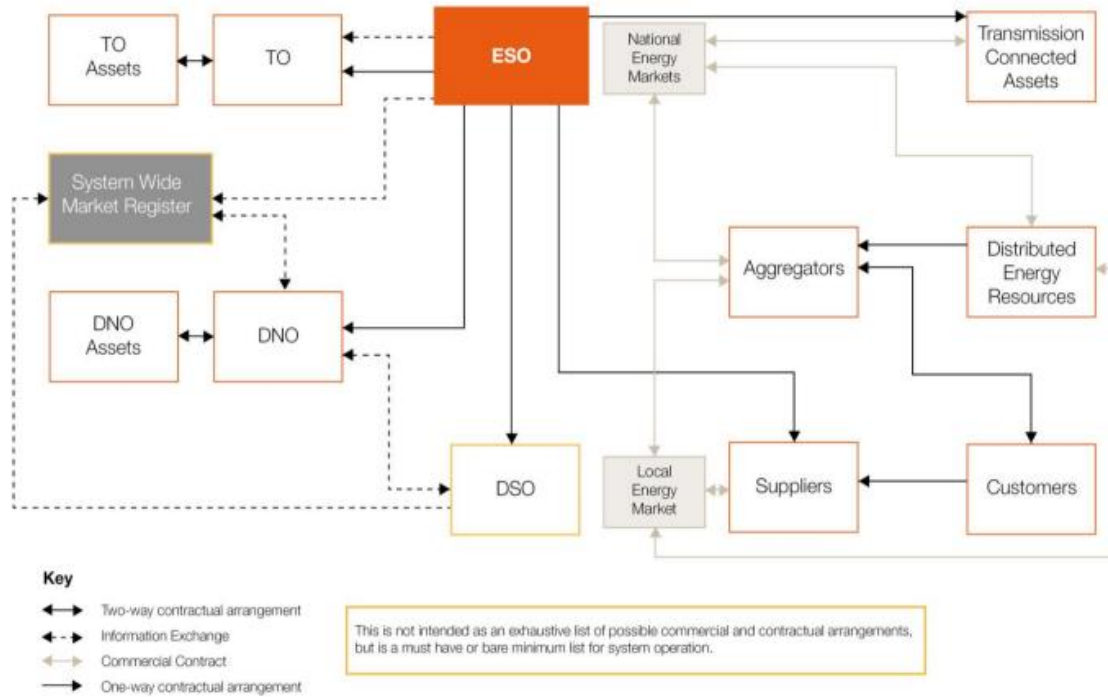 TO
Assets
TO
ESO
National
Energy
Markets
Transmission
Connected
Assets
System Wide
Market Register
Aggregators
Distributed
Energy
Resources
DNO
Assets
DNO
DSO
Local
Energy
Market
Suppliers
Customers
Key
Two-way contractual arrangement
Information Exchange
Commercial Contract
One-way contractual arrangement
This is not intended as an exhaustive list of possible commercial and contractual arrangements,
but is a must have or bare minimum list for system operation.